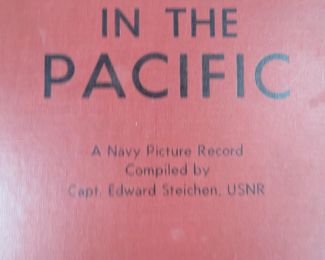 IN THE
PACIFIC
A Navy Picture Record
Compiled by
Capt. Edward Steichen, USNR